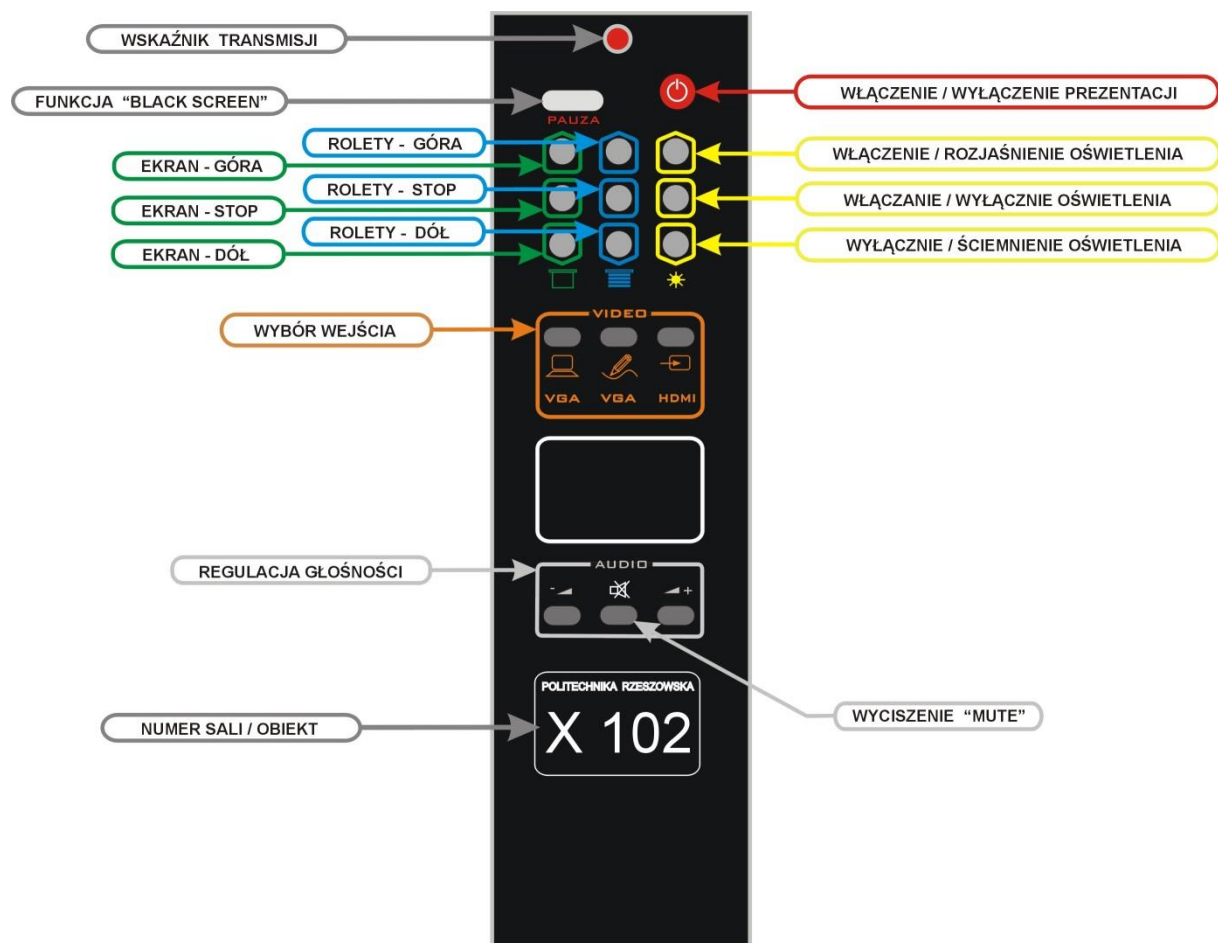 WSKAŹNIK TRANSMISJI
FUNKCJA "BLACK SCREEN"
WŁĄCZENIE / WYŁĄCZENIE PREZENTACJI
PAUZA
ROLETY - GÓRA
EKRAN - GÓRA
WŁĄCZENIE / ROZJAŚNIENIE OŚWIETLENIA
ROLETY - STOP
EKRAN - STOP
WŁĄCZANIE / WYŁĄCZNIE OŚWIETLENIA
ROLETY - DÓŁ
EKRAN - DÓŁ
WYŁĄCZNIE / ŚCIEMNIENIE OŚWIETLENIA
VIDEO
WYBÓR WEJŚCIA
VGA VGA HDMI
AUDIO
REGULACJA GŁOŚNOŚCI
- +
POLITECHNIKA RZESZOWSKA
X 102
WYCISZENIE "MUTE"
NUMER SALI / OBIEKT